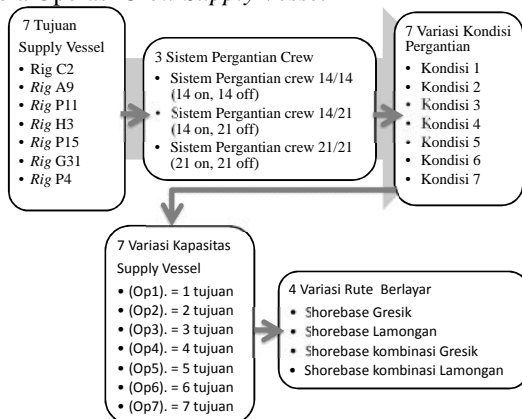 7 Tujuan
Supply Vessel
• Rig C2
• Rig A9
• Rig P11
• Rig H3
• Rig P15
• Rig G31
• Rig P4
3 Sistem Pergantian Crew
• Sistem Pergantian crew 14/14
(14 on, 14 off)
• Sistem Pergantian crew 14/21
(14 on, 21 off)
• Sistem Pergantian crew 21/21
(21 on, 21 off)
7 Variasi Kondisi
Pergantian
• Kondisi 1
• Kondisi 2
• Kondisi 3
• Kondisi 4
• Kondisi 5
• Kondisi 6
• Kondisi 7
7 Variasi Kapasitas
Supply Vessel
• (Op1). = 1 tujuan
• (Op2). = 2 tujuan
• (Op3). = 3 tujuan
• (Op4). = 4 tujuan
• (Op5). = 5 tujuan
• (Op6). = 6 tujuan
• (Op7). = 7 tujuan
4 Variasi Rute Berlayar
• Shorebase Gresik
• Shorebase Lamongan
• Shorebase kombinasi Gresik
• Shorebase kombinasi Lamongan